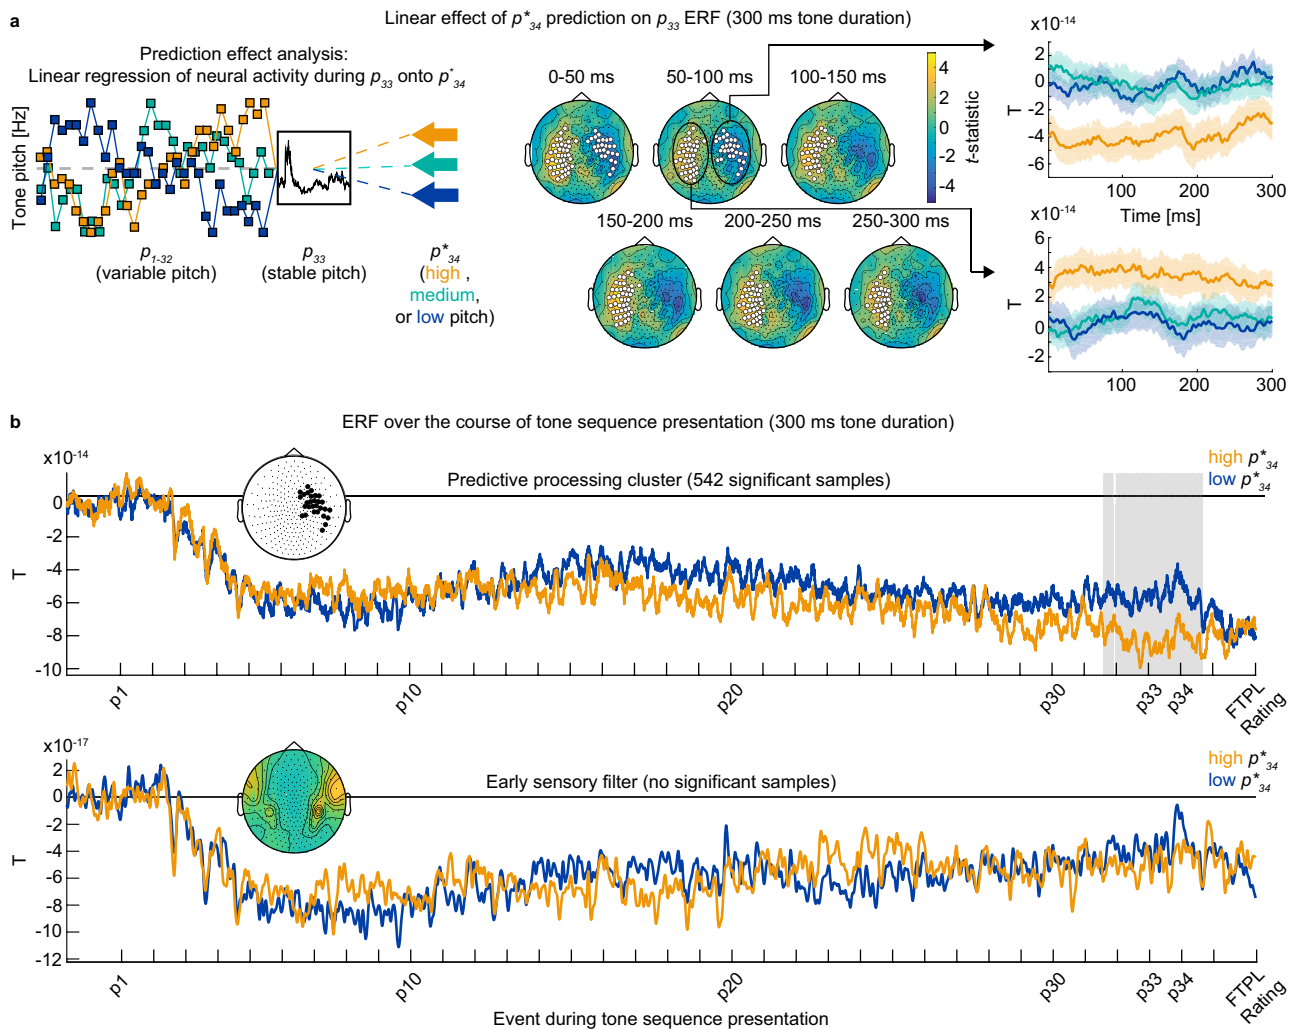 a
Linear effect of p*34 prediction on p33 ERF (300 ms tone duration)
Prediction effect analysis:
Linear regression of neural activity during p33 onto p*34
Tone pitch [Hz]
p1-32
(variable pitch)
p33
(stable pitch)
p*34
(high ,
medium,
or low pitch)
0-50 ms
50-100 ms
100-150 ms
150-200 ms
200-250 ms
250-300 ms
4
2
0
-2
-4
t-statistic
x10-14
2
0
-2
-4
-6
T
100
200
300
Time [ms]
x10-14
6
4
2
0
-2
T
100
200
300
b
ERF over the course of tone sequence presentation (300 ms tone duration)
x10-14
Predictive processing cluster (542 significant samples)
high p*34
low p*34
0
-2
-4
-6
-8
-10
T
p1
p10
p20
p30
p33
p34
FTPL
Rating
x10-17
Early sensory filter (no significant samples)
high p*34
low p*34
2
0
-2
-4
-6
-8
-10
-12
T
p1
p10
p20
p30
p33
p34
FTPL
Rating
Event during tone sequence presentation